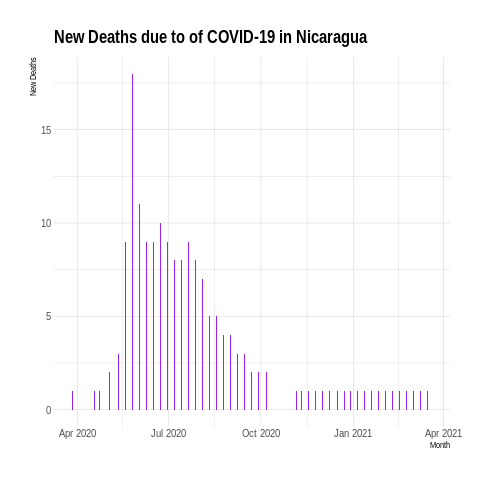 New Deaths due to of COVID-19 in Nicaragua
New Deaths
15
10
5
0
Apr 2020
Jul 2020
Oct 2020
Jan 2021
Apr 2021
Month